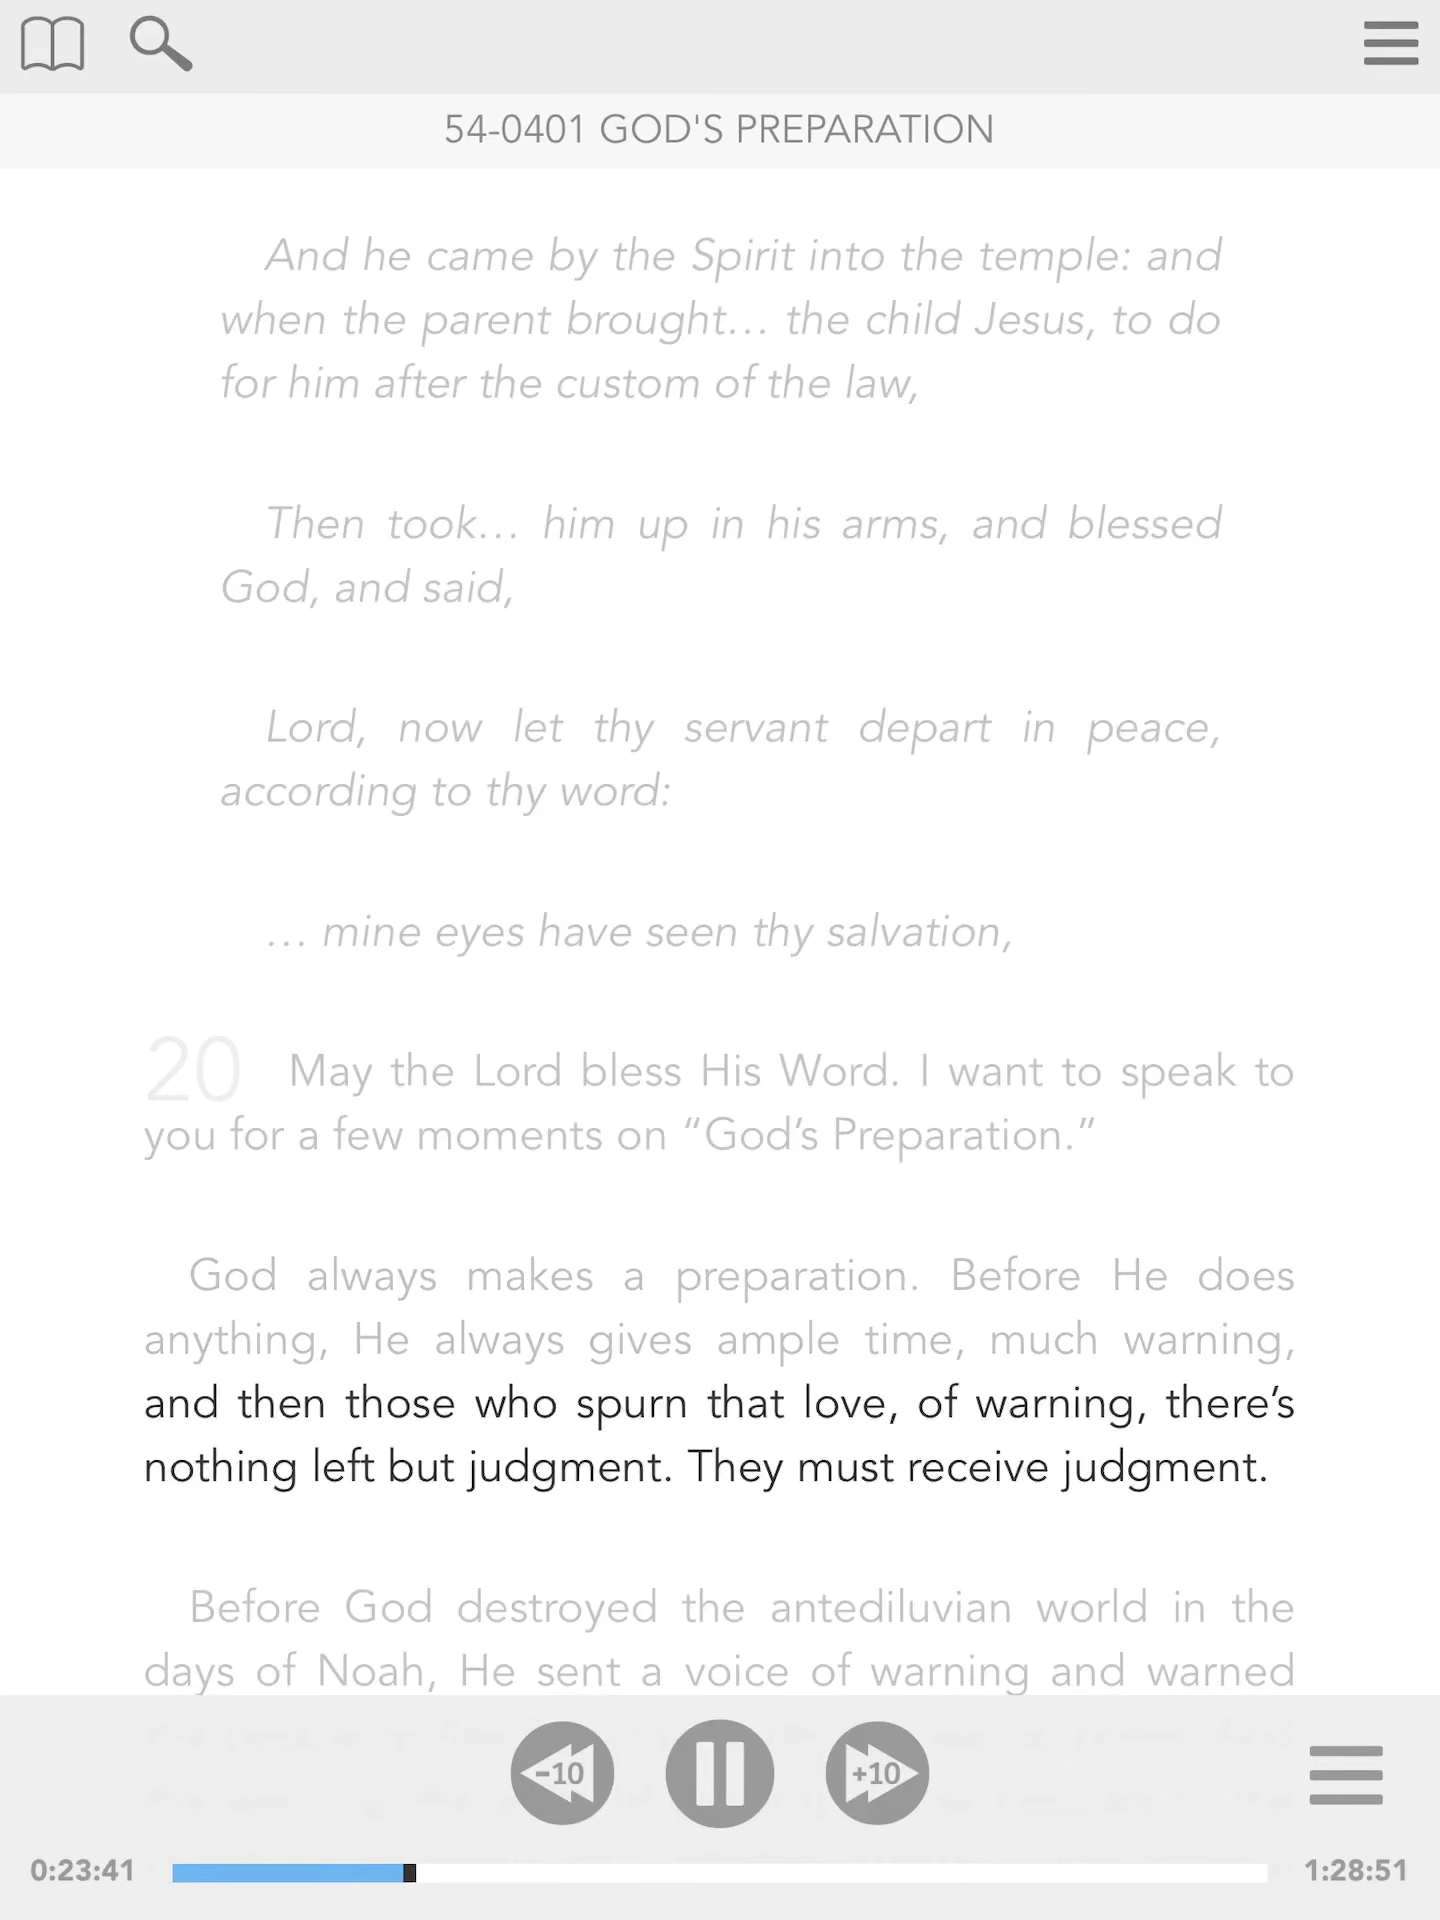 54-0401 GOD'S PREPARATION
And he came by the Spirit into the temple: and
when the parent brought… the child Jesus, to do
for him after the custom of the law,
Then took… him up in his arms, and blessed
God, and said,
Lord, now let thy servant depart in peace,
according to thy word:
… mine eyes have seen thy salvation,
20 May the Lord bless His Word. I want to speak to
you for a few moments on “God’s Preparation.”
God always makes a preparation. Before He does
anything, He always gives ample time, much warning,
and then those who spurn that love, of warning, there’s
nothing left but judgment. They must receive judgment.
Before God destroyed the antediluvian world in the
days of Noah, He sent a voice of warning and warned
-10 +10
0:23:41 1:28:51